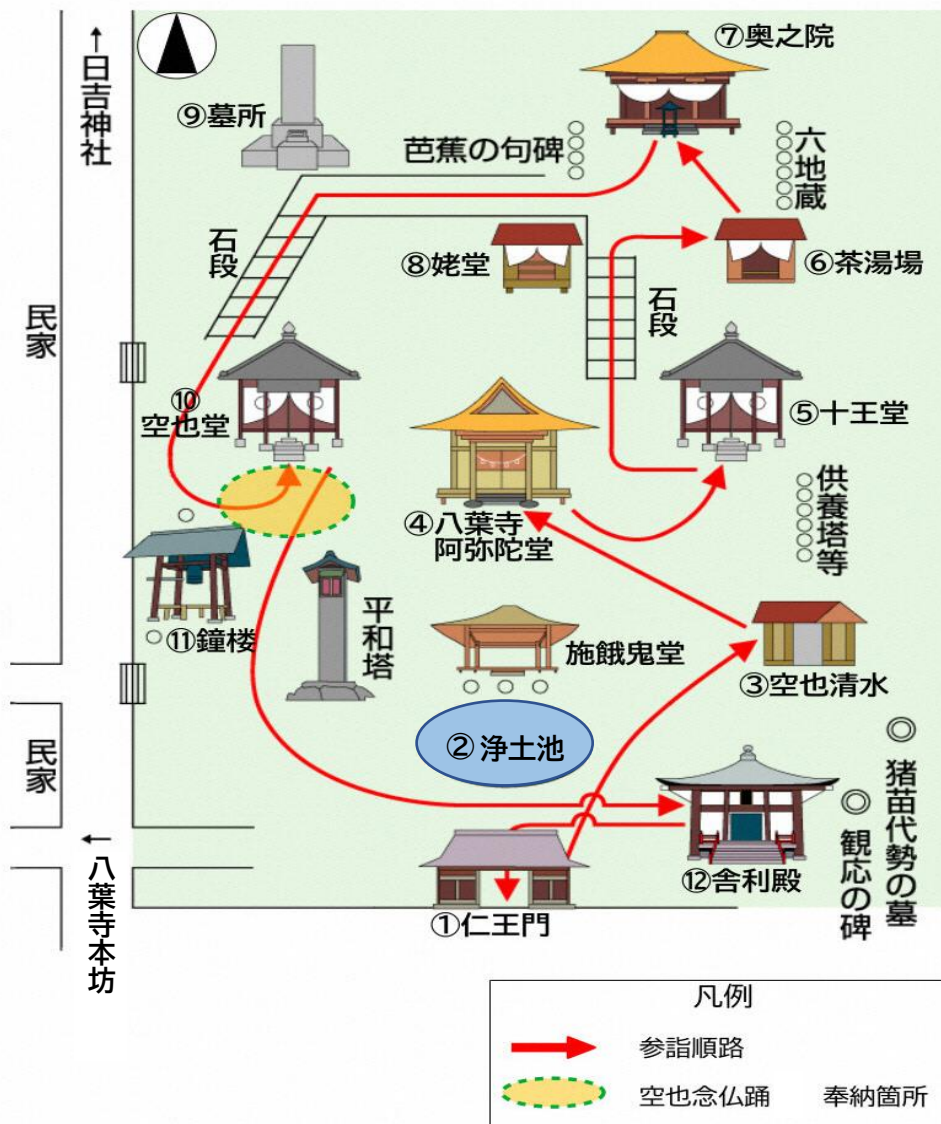 ⑦奥之院
↑日吉神社
⑨墓所
芭蕉の句碑
六地蔵
石段
⑧姥堂
⑥茶湯場
石段
民家
⑩
空也堂
⑤十王堂
④八葉寺
阿弥陀堂
供養塔等
⑪鐘楼
平和塔
施餓鬼堂
③空也清水
②浄土池
民家
猪苗代勢の墓
観応の碑
⑫舎利殿
←八葉寺本坊
①仁王門
凡例
参詣順路
空也念仏踊 奉納箇所